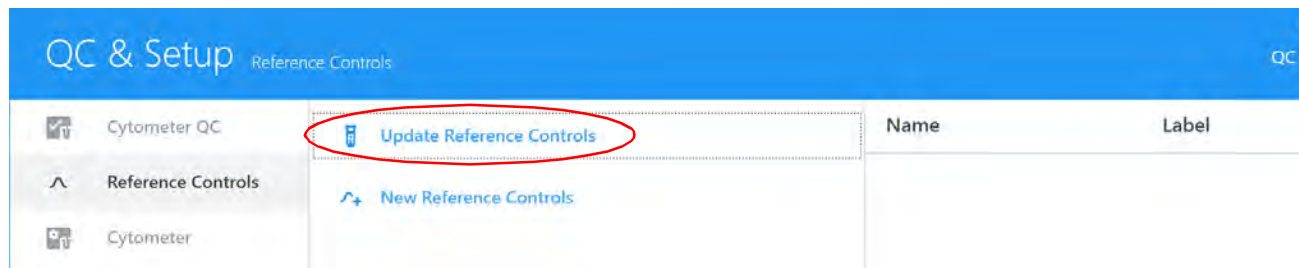 QC & Setup Reference Controls
QC
Cytometer QC
Reference Controls
Cytometer
Update Reference Controls
New Reference Controls
Name Label